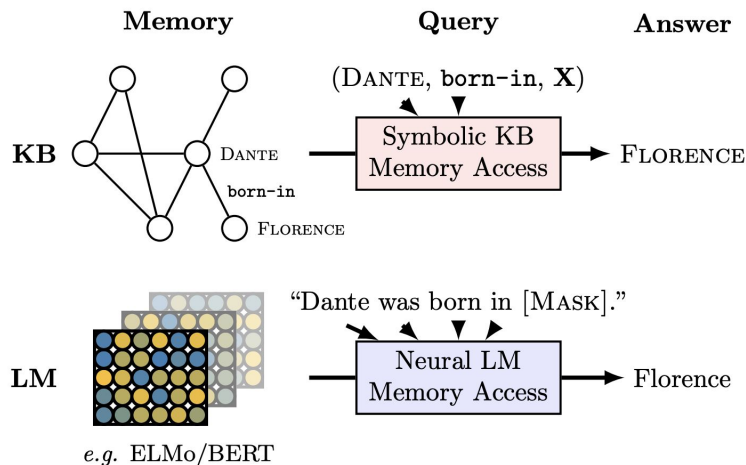 Memory Query Answer
(DANTE, born-in, X)
KB
DANTE
born-in
FLORENCE
Symbolic KB
Memory Access
FLORENCE
“Dante was born in [MASK].”
LM
Neural LM
Memory Access
Florence
e.g. ELMo/BERT